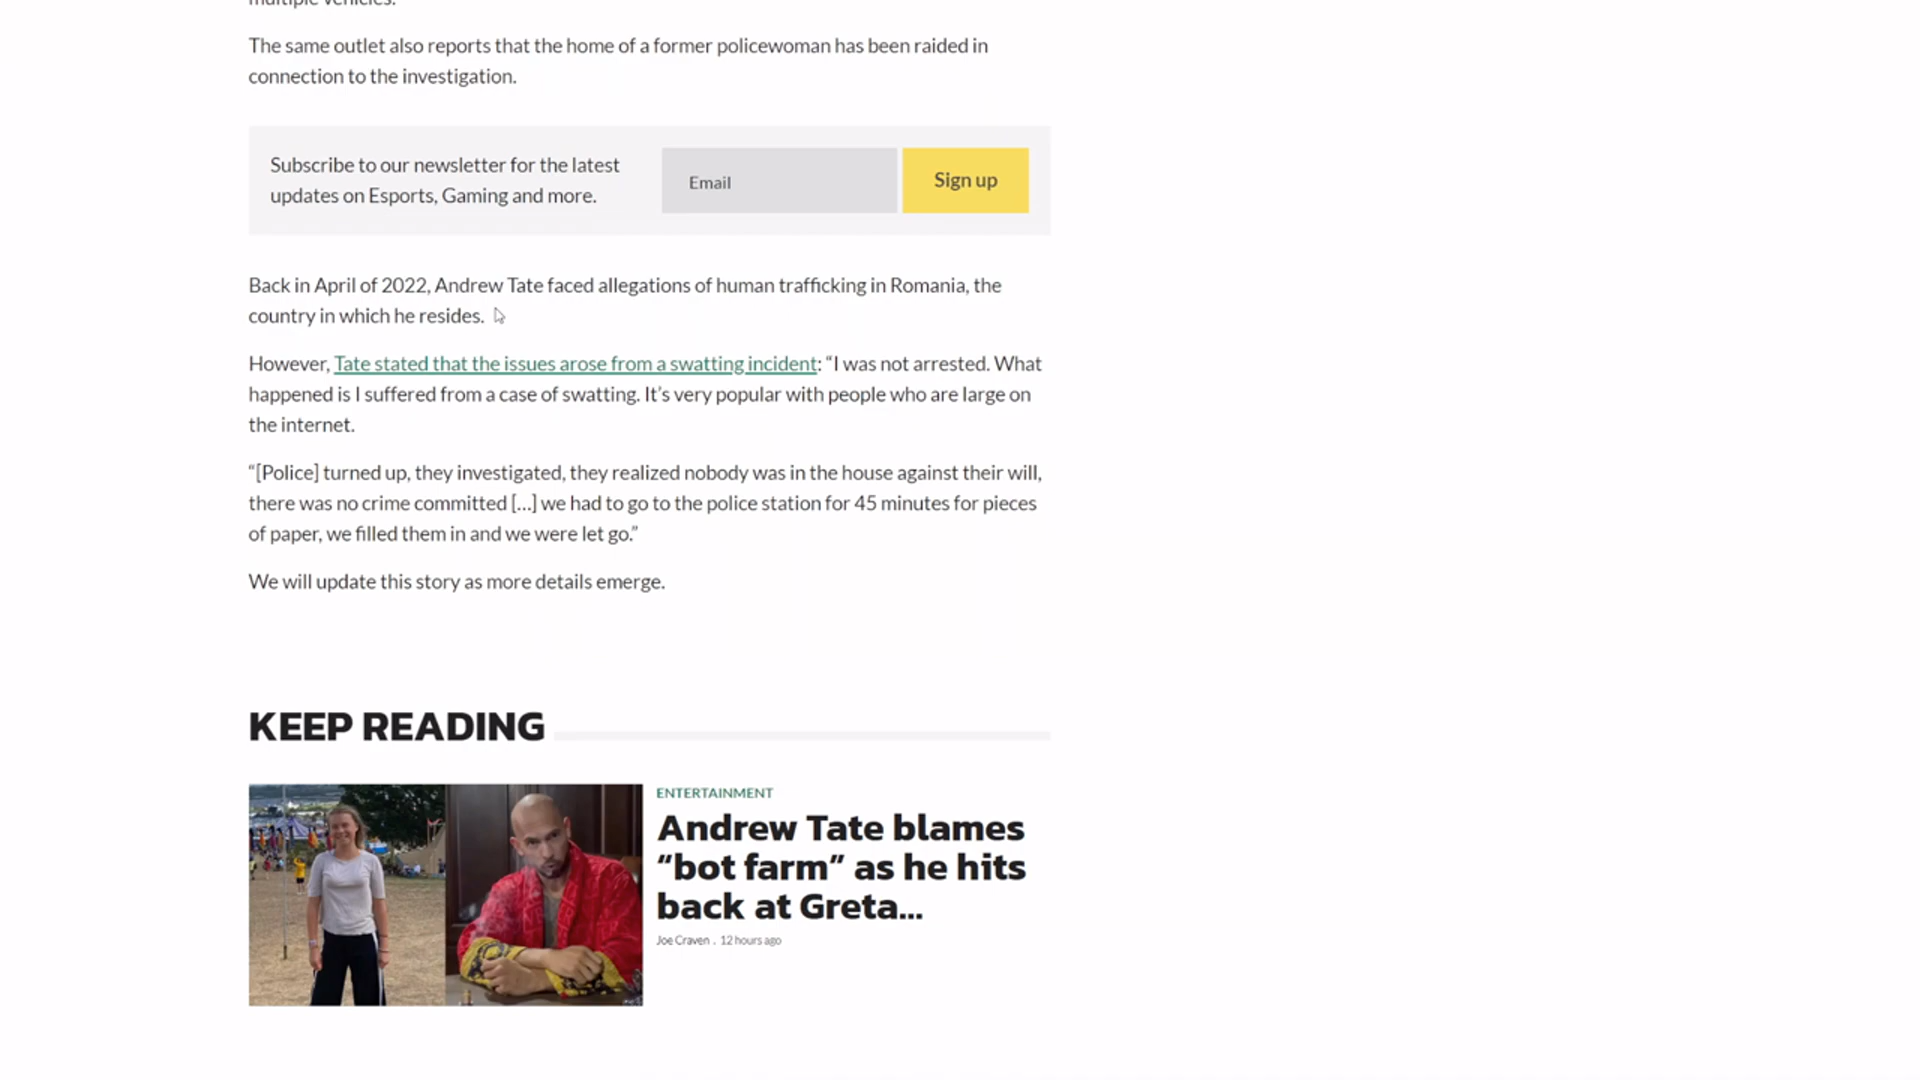 multiple vehicles.
The same outlet also reports that the home of a former policewoman has been raided in
connection to the investigation.
Subscribe to our newsletter for the latest
updates on Esports, Gaming and more.
Email
Sign up
Back in April of 2022, Andrew Tate faced allegations of human trafficking in Romania, the
country in which he resides.
However, Tate stated that the issues arose from a swatting incident: “I was not arrested. What
happened is I suffered from a case of swatting. It’s very popular with people who are large on
the internet.
“[Police] turned up, they investigated, they realized nobody was in the house against their will,
there was no crime committed […] we had to go to the police station for 45 minutes for pieces
of paper, we filled them in and we were let go.”
We will update this story as more details emerge.
KEEP READING
ENTERTAINMENT
Andrew Tate blames
“bot farm” as he hits
back at Greta...
Joe Craven . 12 hours ago